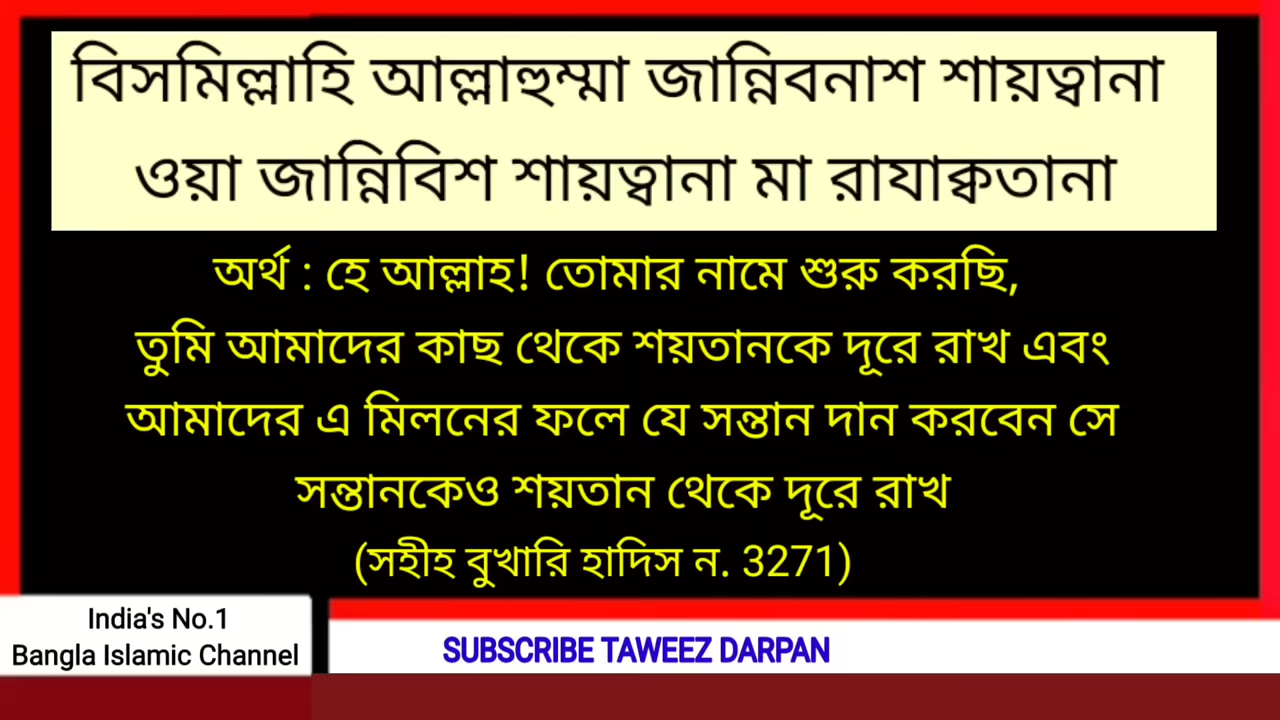 বিসমিল্লাহি আল্লাহুম্মা জান্নিবনাশ শায়ত্বানা
ওয়া জান্নিবিশ শায়ত্বানা মা রাযাক্বতানা
অর্থ : হে আল্লাহ! তোমার নামে শুরু করছি,
তুমি আমাদের কাছ থেকে শয়তানকে দূরে রাখ এবং
আমাদের এ মিলনের ফলে যে সন্তান দান করবেন সে
সন্তানকেও শয়তান থেকে দূরে রাখ
(সহীহ বুখারি হাদিস ন. 3271)
India's No.1
Bangla Islamic Channel
SUBSCRIBE TAWEEZ DARPAN